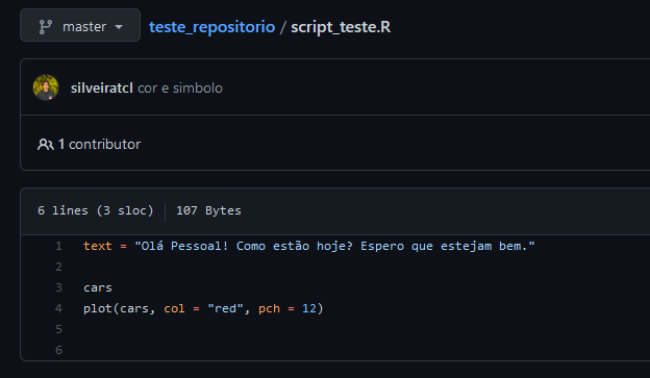 master teste_repositorio / script_teste.R
silveiratcl cor e simbolo
1 contributor
6 lines (3 sloc) 107 Bytes
1 text = "Olá Pessoal! Como estão hoje? Espero que estejam bem."
2
3 cars
4 plot(cars, col = "red", pch = 12)
5
6